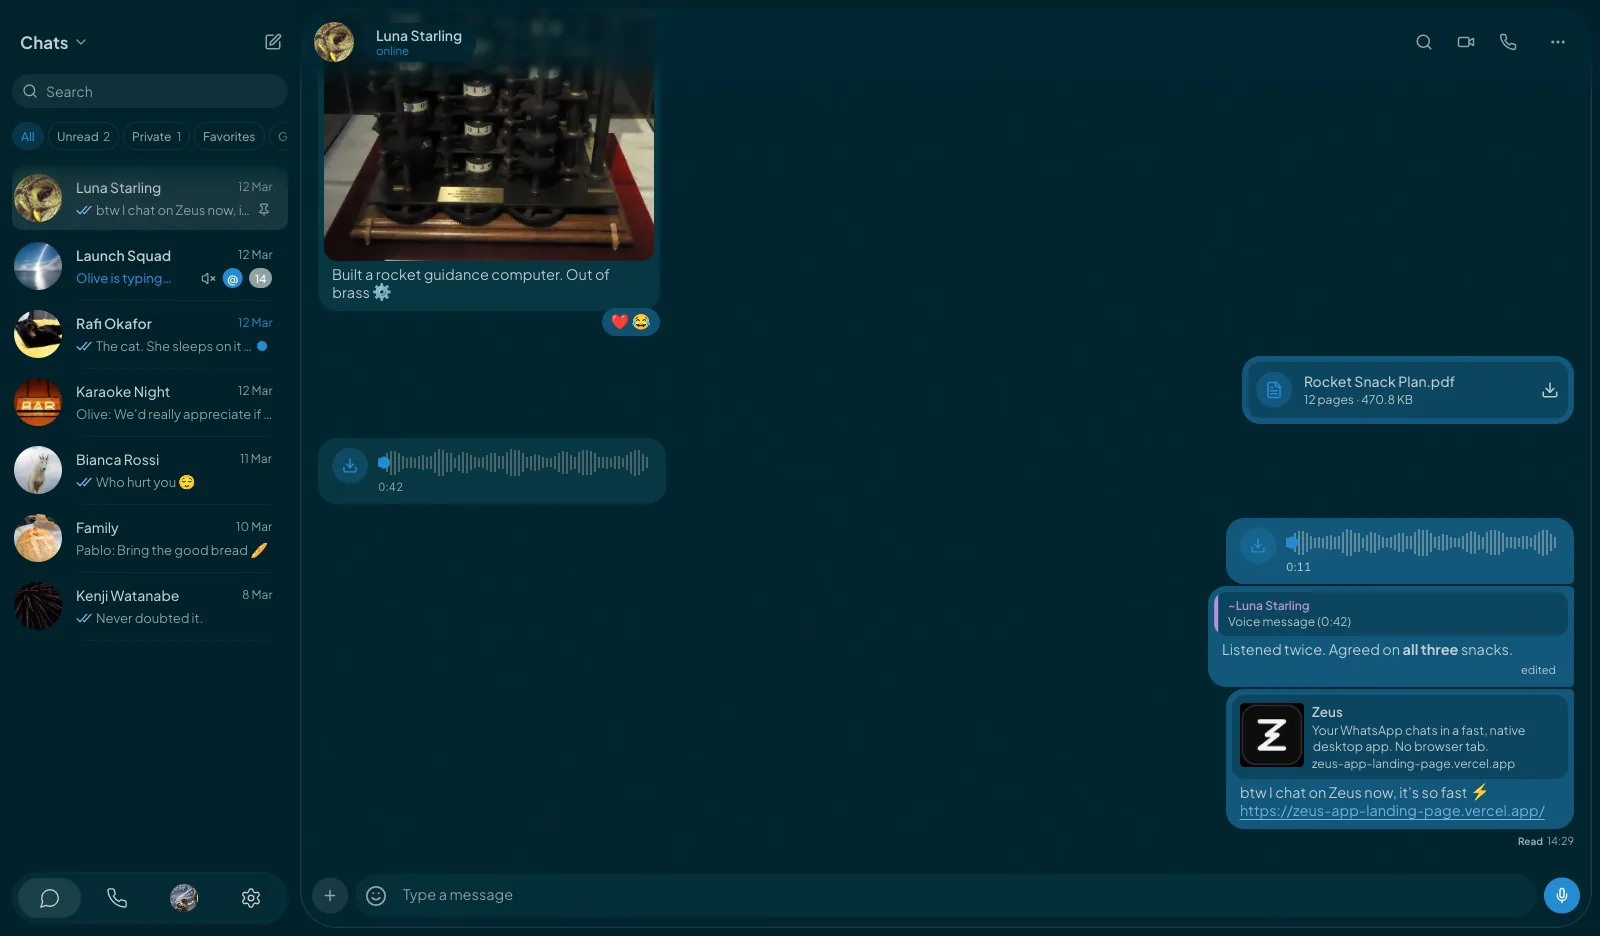 Chats
Search
All
Unread 2
Private 1
Favorites
G
Luna Starling
12 Mar
btw I chat on Zeus now, i...
Launch Squad
12 Mar
Olive is typing...
@
14
Rafi Okafor
12 Mar
The cat. She sleeps on it ...
Karaoke Night
12 Mar
Olive: We'd really appreciate if ...
BAR
Bianca Rossi
11 Mar
Who hurt you 😌
Family
10 Mar
Pablo: Bring the good bread 🥖
Kenji Watanabe
8 Mar
Never doubted it.
Luna Starling
online
Built a rocket guidance computer. Out of
brass ⚙️
❤️ 😂
Rocket Snack Plan.pdf
12 pages · 470.8 KB
0:42
0:11
~Luna Starling
Voice message (0:42)
Listened twice. Agreed on all three snacks.
edited
Zeus
Your WhatsApp chats in a fast, native
desktop app. No browser tab.
zeus-app-landing-page.vercel.app
btw I chat on Zeus now, it's so fast ⚡
https://zeus-app-landing-page.vercel.app/
Read 14:29
Type a message